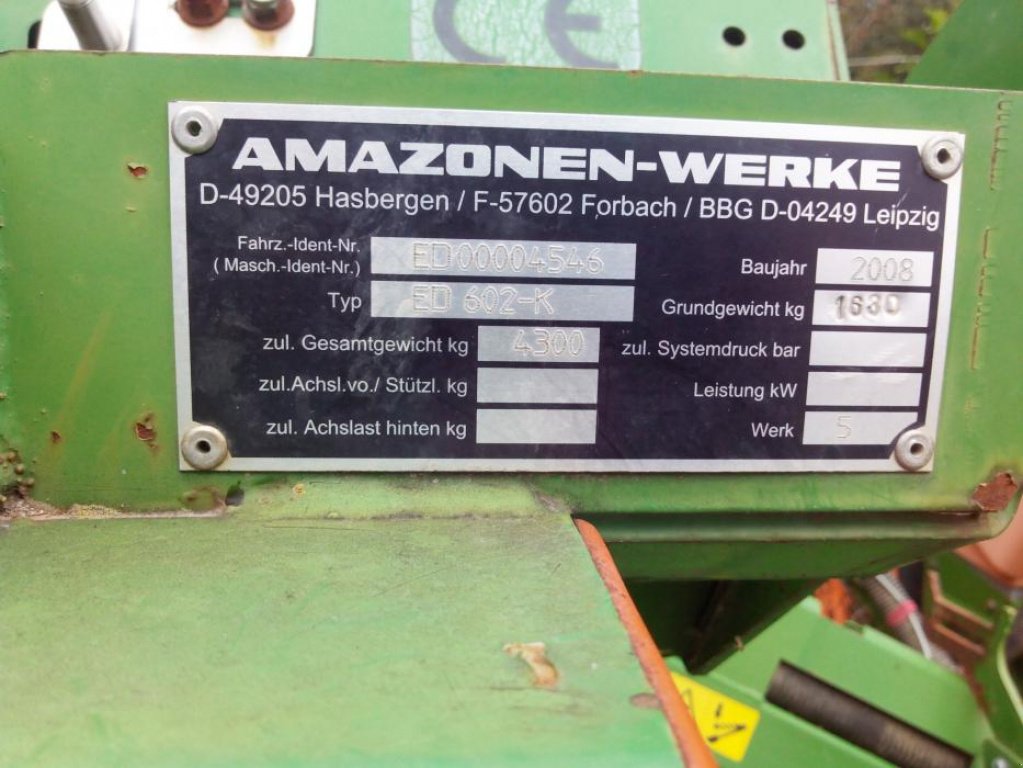 CE
AMAZONEN-WERKE
D-49205 Hasbergen / F-57602 Forbach / BBG D-04249 Leipzig
Fahrz.-Ident-Nr.
( Masch.-Ident-Nr.) ED00004546
Baujahr 2008
Typ ED 602-K
Grundgewicht kg 1630
zul. Gesamtgewicht kg 4300
zul. Systemdruck bar
zul.Achsl.vo./ Stützl. kg
Leistung kW
zul. Achslast hinten kg
Werk 5